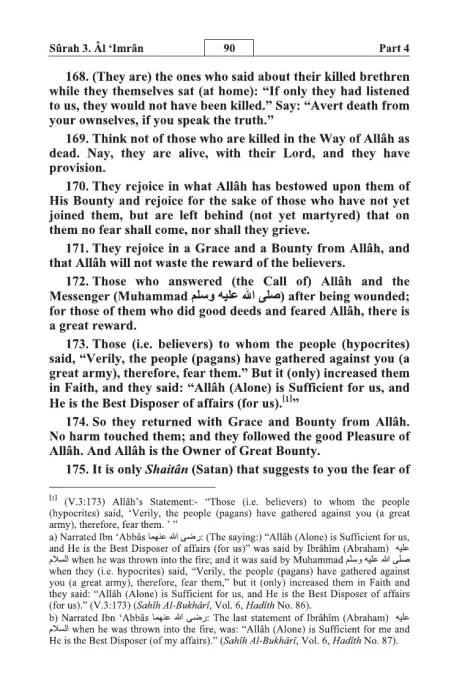 Sûrah 3. Âl ‘Imrân 90 Part 4
168. (They are) the ones who said about their killed brethren
while they themselves sat (at home): “If only they had listened
to us, they would not have been killed.” Say: “Avert death from
your ownselves, if you speak the truth.”
169. Think not of those who are killed in the Way of Allâh as
dead. Nay, they are alive, with their Lord, and they have
provision.
170. They rejoice in what Allâh has bestowed upon them of
His Bounty and rejoice for the sake of those who have not yet
joined them, but are left behind (not yet martyred) that on
them no fear shall come, nor shall they grieve.
171. They rejoice in a Grace and a Bounty from Allâh, and
that Allâh will not waste the reward of the believers.
172. Those who answered (the Call of) Allâh and the
Messenger (Muhammad صلى الله عليه وسلم) after being wounded;
for those of them who did good deeds and feared Allâh, there is
a great reward.
173. Those (i.e. believers) to whom the people (hypocrites)
said, “Verily, the people (pagans) have gathered against you (a
great army), therefore, fear them.” But it (only) increased them
in Faith, and they said: “Allâh (Alone) is Sufficient for us, and
He is the Best Disposer of affairs (for us).[1]”
174. So they returned with Grace and Bounty from Allâh.
No harm touched them; and they followed the good Pleasure of
Allâh. And Allâh is the Owner of Great Bounty.
175. It is only Shaitân (Satan) that suggests to you the fear of
[1] (V.3:173) Allâh’s Statement:- “Those (i.e. believers) to whom the people
(hypocrites) said, ‘Verily, the people (pagans) have gathered against you (a great
army), therefore, fear them. ’ ”
a) Narrated Ibn ‘Abbâs رضى الله عنهما: (The saying:) “Allâh (Alone) is Sufficient for us,
and He is the Best Disposer of affairs (for us)” was said by Ibrâhîm (Abraham) عليه
السلام when he was thrown into the fire; and it was said by Muhammad صلى الله عليه وسلم
when they (i.e. hypocrites) said, “Verily, the people (pagans) have gathered against
you (a great army), therefore, fear them,” but it (only) increased them in Faith and
they said: “Allâh (Alone) is Sufficient for us, and He is the Best Disposer of affairs
(for us).” (V.3:173) (Sahîh Al-Bukhârî, Vol. 6, Hadîth No. 86).
b) Narrated Ibn ‘Abbâs رضى الله عنهما: The last statement of Ibrâhîm (Abraham) عليه
السلام when he was thrown into the fire, was: “Allâh (Alone) is Sufficient for me and
He is the Best Disposer (of my affairs).” (Sahîh Al-Bukhârî, Vol. 6, Hadîth No. 87).